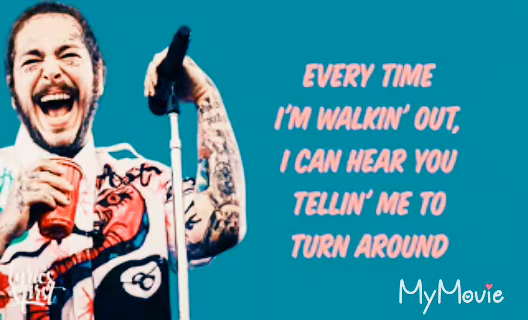 EVERY TIME
I'M WALKIN' OUT,
I CAN HEAR YOU
TELLIN' ME TO
TURN AROUND
MyMovie